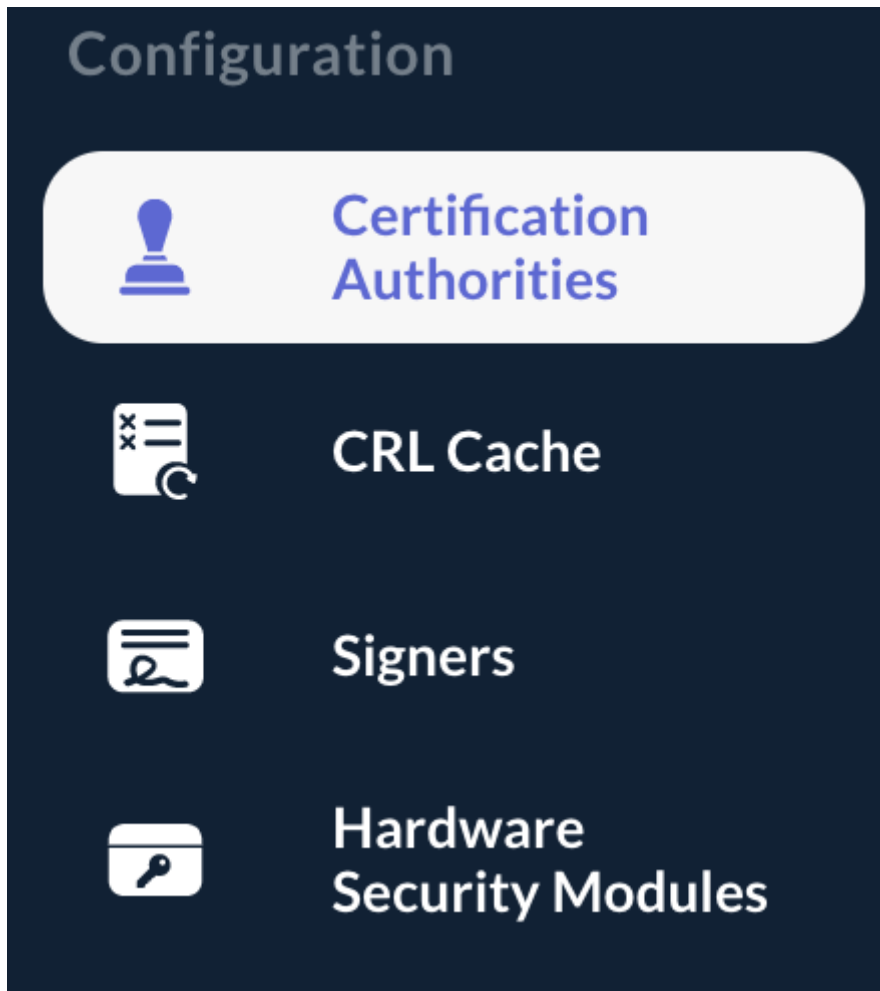 Configuration
Certification
Authorities
CRL Cache
Signers
Hardware
Security Modules